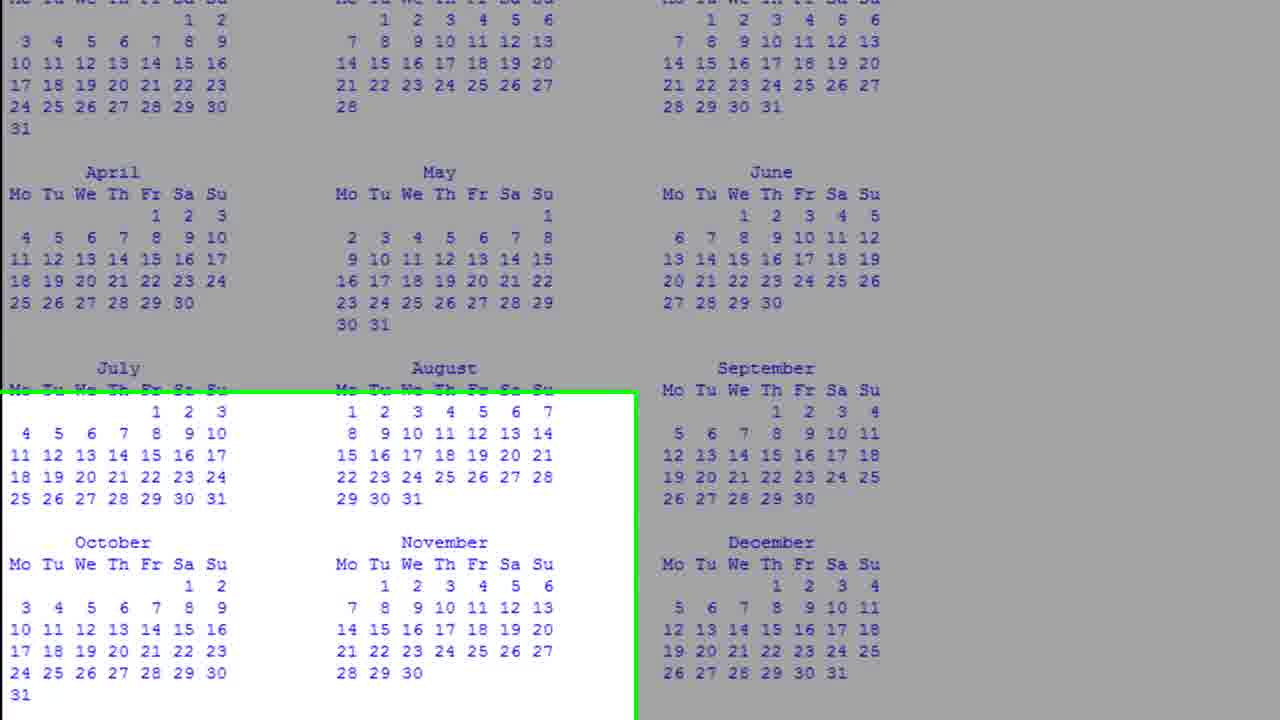 Mo Tu We Th Fr Sa Su Mo Tu We Th Fr Sa Su Mo Tu We Th Fr Sa Su
1 2 1 2 3 4 5 6 1 2 3 4 5 6
3 4 5 6 7 8 9 7 8 9 10 11 12 13 7 8 9 10 11 12 13
10 11 12 13 14 15 16 14 15 16 17 18 19 20 14 15 16 17 18 19 20
17 18 19 20 21 22 23 21 22 23 24 25 26 27 21 22 23 24 25 26 27
24 25 26 27 28 29 30 28 28 29 30 31
31
April May June
Mo Tu We Th Fr Sa Su Mo Tu We Th Fr Sa Su Mo Tu We Th Fr Sa Su
1 2 3 1 1 2 3 4 5
4 5 6 7 8 9 10 2 3 4 5 6 7 8 6 7 8 9 10 11 12
11 12 13 14 15 16 17 9 10 11 12 13 14 15 13 14 15 16 17 18 19
18 19 20 21 22 23 24 16 17 18 19 20 21 22 20 21 22 23 24 25 26
25 26 27 28 29 30 23 24 25 26 27 28 29 27 28 29 30
30 31
July August September
Mo Tu We Th Fr Sa Su Mo Tu We Th Fr Sa Su Mo Tu We Th Fr Sa Su
1 2 3 1 2 3 4 5 6 7 1 2 3 4
4 5 6 7 8 9 10 8 9 10 11 12 13 14 5 6 7 8 9 10 11
11 12 13 14 15 16 17 15 16 17 18 19 20 21 12 13 14 15 16 17 18
18 19 20 21 22 23 24 22 23 24 25 26 27 28 19 20 21 22 23 24 25
25 26 27 28 29 30 31 29 30 31 26 27 28 29 30
October November December
Mo Tu We Th Fr Sa Su Mo Tu We Th Fr Sa Su Mo Tu We Th Fr Sa Su
1 2 1 2 3 4 5 6 1 2 3 4
3 4 5 6 7 8 9 7 8 9 10 11 12 13 5 6 7 8 9 10 11
10 11 12 13 14 15 16 14 15 16 17 18 19 20 12 13 14 15 16 17 18
17 18 19 20 21 22 23 21 22 23 24 25 26 27 19 20 21 22 23 24 25
24 25 26 27 28 29 30 28 29 30 26 27 28 29 30 31
31